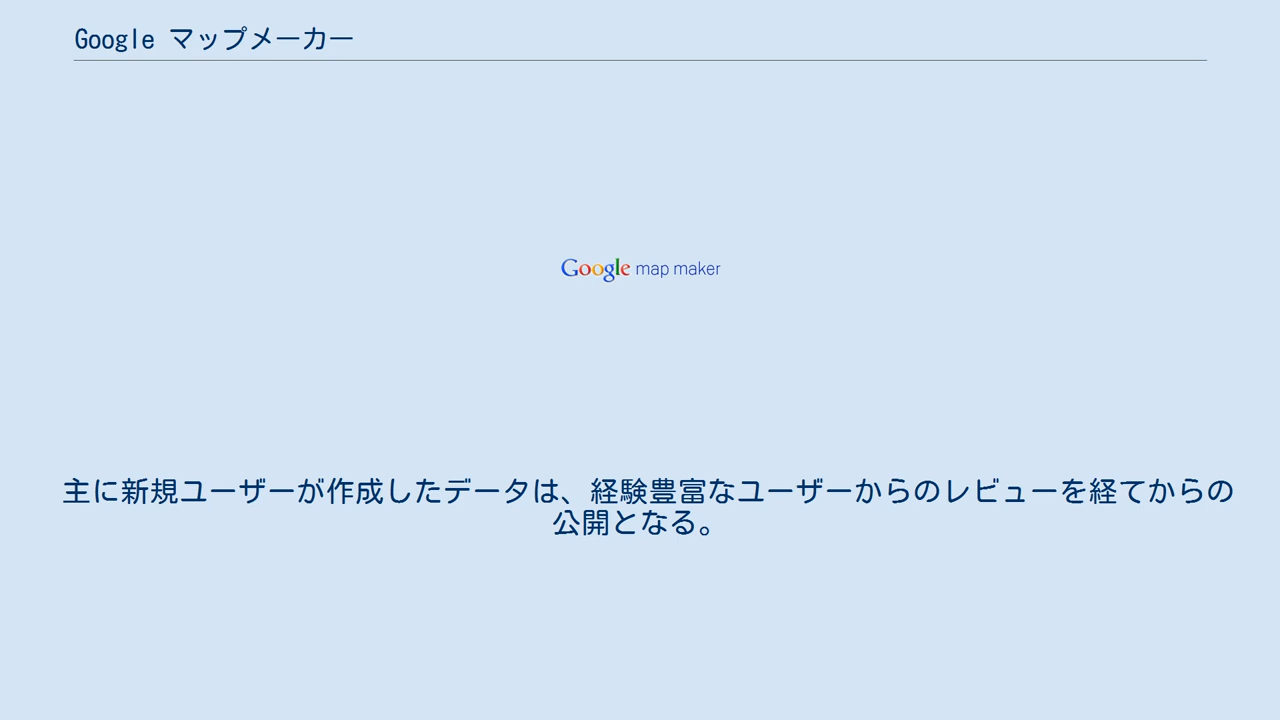 Google マップメーカー
Google map maker
主に新規ユーザーが作成したデータは、経験豊富なユーザーからのレビューを経てからの
公開となる。